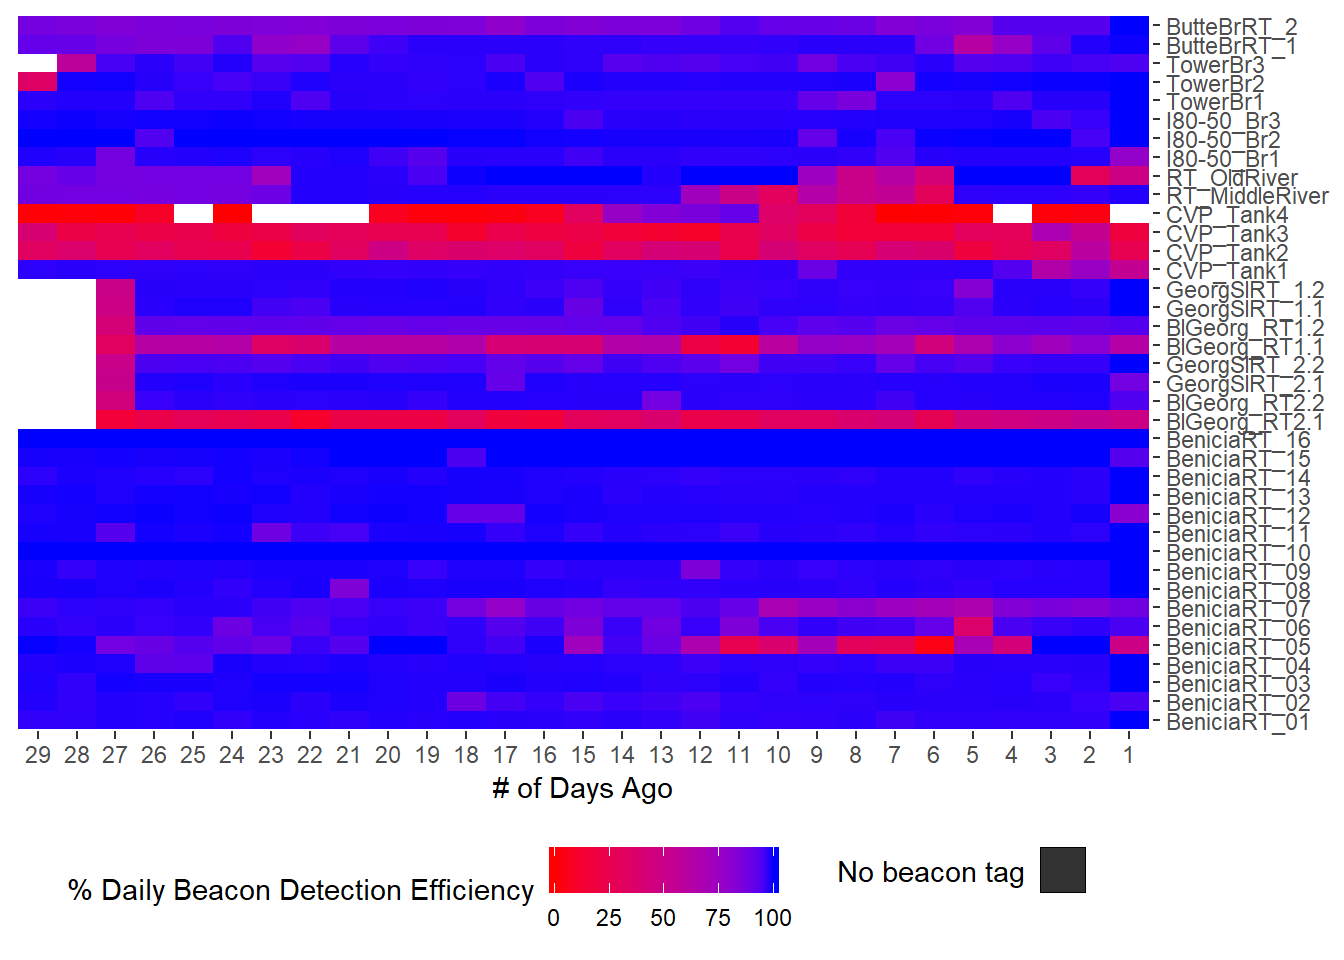 ButteBrRT_2
ButteBrRT_1
TowerBr3
TowerBr2
TowerBr1
I80-50_Br3
I80-50_Br2
I80-50_Br1
RT_OldRiver
RT_MiddleRiver
CVP_Tank4
CVP_Tank3
CVP_Tank2
CVP_Tank1
GeorgSlRT_1.2
GeorgSlRT_1.1
BlGeorg_RT1.2
BlGeorg_RT1.1
GeorgSlRT_2.2
GeorgSlRT_2.1
BlGeorg_RT2.2
BlGeorg_RT2.1
BeniciaRT_16
BeniciaRT_15
BeniciaRT_14
BeniciaRT_13
BeniciaRT_12
BeniciaRT_11
BeniciaRT_10
BeniciaRT_09
BeniciaRT_08
BeniciaRT_07
BeniciaRT_06
BeniciaRT_05
BeniciaRT_04
BeniciaRT_03
BeniciaRT_02
BeniciaRT_01
29 28 27 26 25 24 23 22 21 20 19 18 17 16 15 14 13 12 11 10 9 8 7 6 5 4 3 2 1
# of Days Ago
% Daily Beacon Detection Efficiency
0 25 50 75 100
No beacon tag